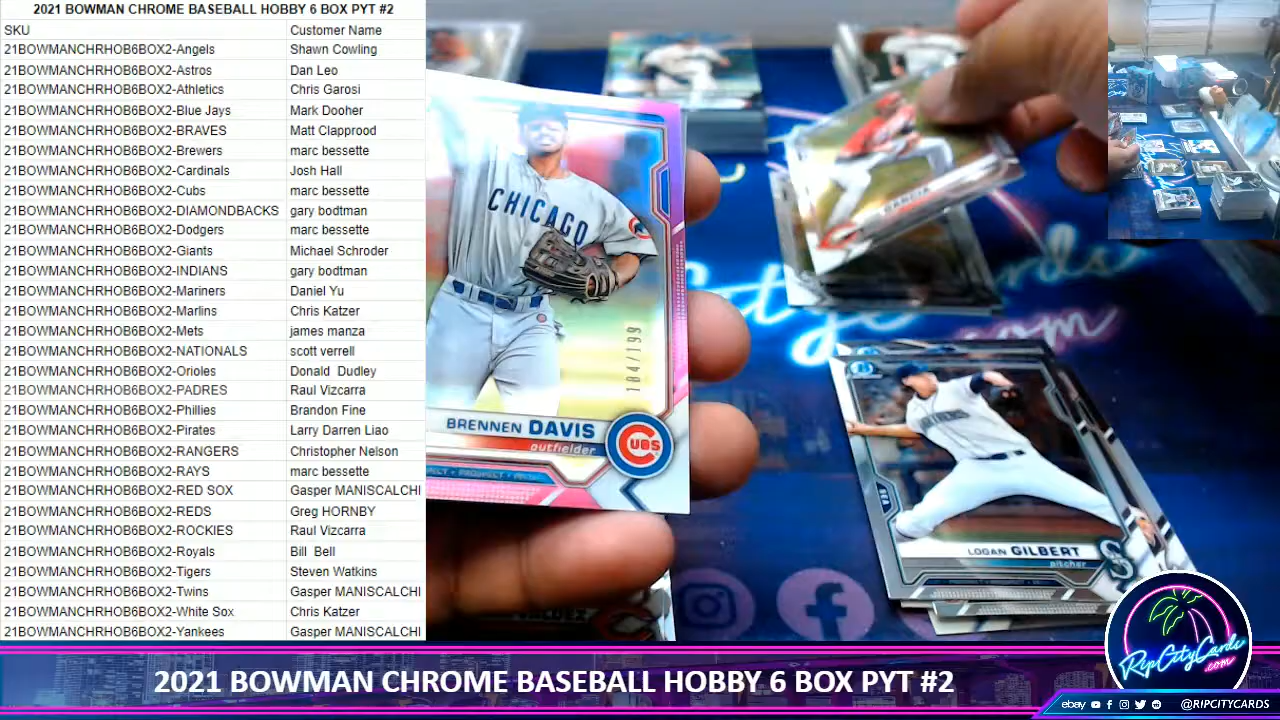 2021 BOWMAN CHROME BASEBALL HOBBY 6 BOX PYT #2
SKU Customer Name
21BOWMANCHRHOB6BOX2-Angels Shawn Cowling
21BOWMANCHRHOB6BOX2-Astros Dan Leo
21BOWMANCHRHOB6BOX2-Athletics Chris Garosi
21BOWMANCHRHOB6BOX2-Blue Jays Mark Dooher
21BOWMANCHRHOB6BOX2-BRAVES Matt Clapprood
21BOWMANCHRHOB6BOX2-Brewers marc bessette
21BOWMANCHRHOB6BOX2-Cardinals Josh Hall
21BOWMANCHRHOB6BOX2-Cubs marc bessette
21BOWMANCHRHOB6BOX2-DIAMONDBACKS gary bodtman
21BOWMANCHRHOB6BOX2-Dodgers marc bessette
21BOWMANCHRHOB6BOX2-Giants Michael Schroder
21BOWMANCHRHOB6BOX2-INDIANS gary bodtman
21BOWMANCHRHOB6BOX2-Mariners Daniel Yu
21BOWMANCHRHOB6BOX2-Marlins Chris Katzer
21BOWMANCHRHOB6BOX2-Mets james manza
21BOWMANCHRHOB6BOX2-NATIONALS scott verrell
21BOWMANCHRHOB6BOX2-Orioles Donald Dudley
21BOWMANCHRHOB6BOX2-PADRES Raul Vizcarra
21BOWMANCHRHOB6BOX2-Phillies Brandon Fine
21BOWMANCHRHOB6BOX2-Pirates Larry Darren Liao
21BOWMANCHRHOB6BOX2-RANGERS Christopher Nelson
21BOWMANCHRHOB6BOX2-RAYS marc bessette
21BOWMANCHRHOB6BOX2-RED SOX Gasper MANISCALCHI
21BOWMANCHRHOB6BOX2-REDS Greg HORNBY
21BOWMANCHRHOB6BOX2-ROCKIES Raul Vizcarra
21BOWMANCHRHOB6BOX2-Royals Bill Bell
21BOWMANCHRHOB6BOX2-Tigers Steven Watkins
21BOWMANCHRHOB6BOX2-Twins Gasper MANISCALCHI
21BOWMANCHRHOB6BOX2-White Sox Chris Katzer
21BOWMANCHRHOB6BOX2-Yankees Gasper MANISCALCHI
CHICAGO
184/199
BRENNEN DAVIS
outfielder
CUBS
PROSPECT
GARCIA
LOGAN GILBERT
pitcher
RipCityCards
.com
2021 BOWMAN CHROME BASEBALL HOBBY 6 BOX PYT #2
ebay @RIPCITYCARDS